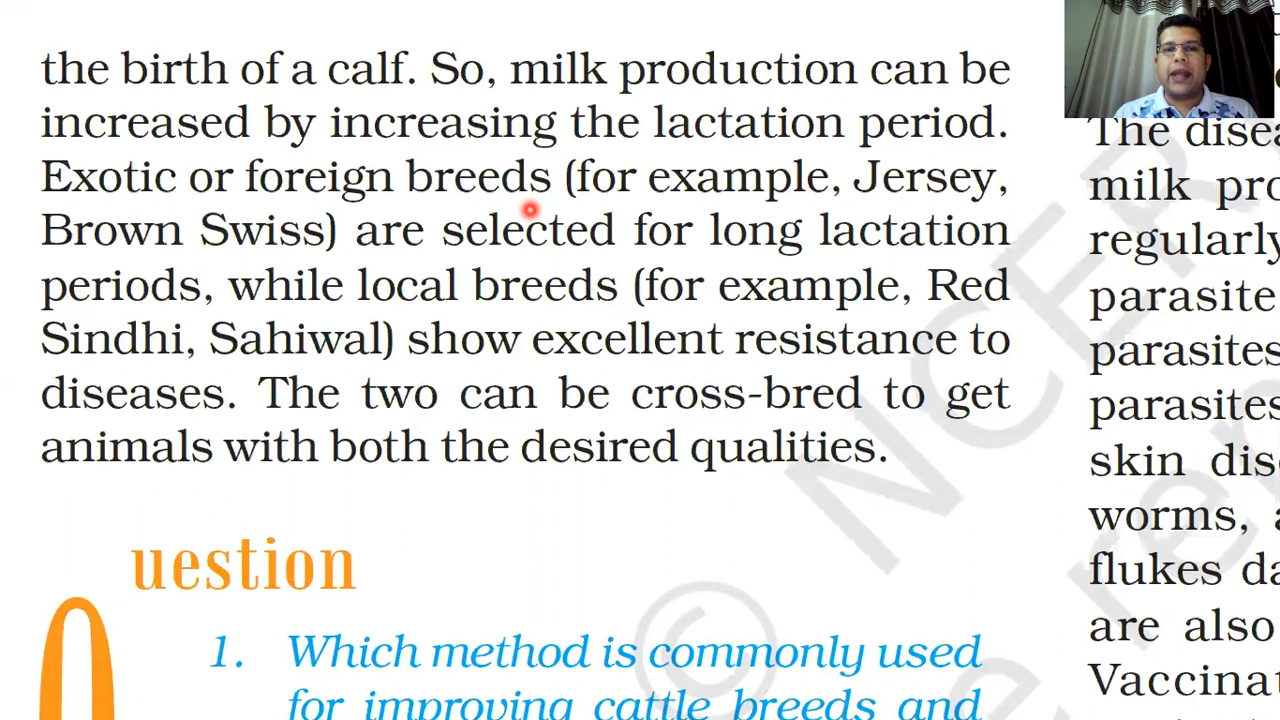 the birth of a calf. So, milk production can be
increased by increasing the lactation period.
Exotic or foreign breeds (for example, Jersey,
Brown Swiss) are selected for long lactation
periods, while local breeds (for example, Red
Sindhi, Sahiwal) show excellent resistance to
diseases. The two can be cross-bred to get
animals with both the desired qualities.
Question
1. Which method is commonly used
for improving cattle breeds and
The disea
milk pro
regularly
parasite
parasites
parasites
skin dis
worms, a
flukes da
are also
Vaccinat
© NCER
e re